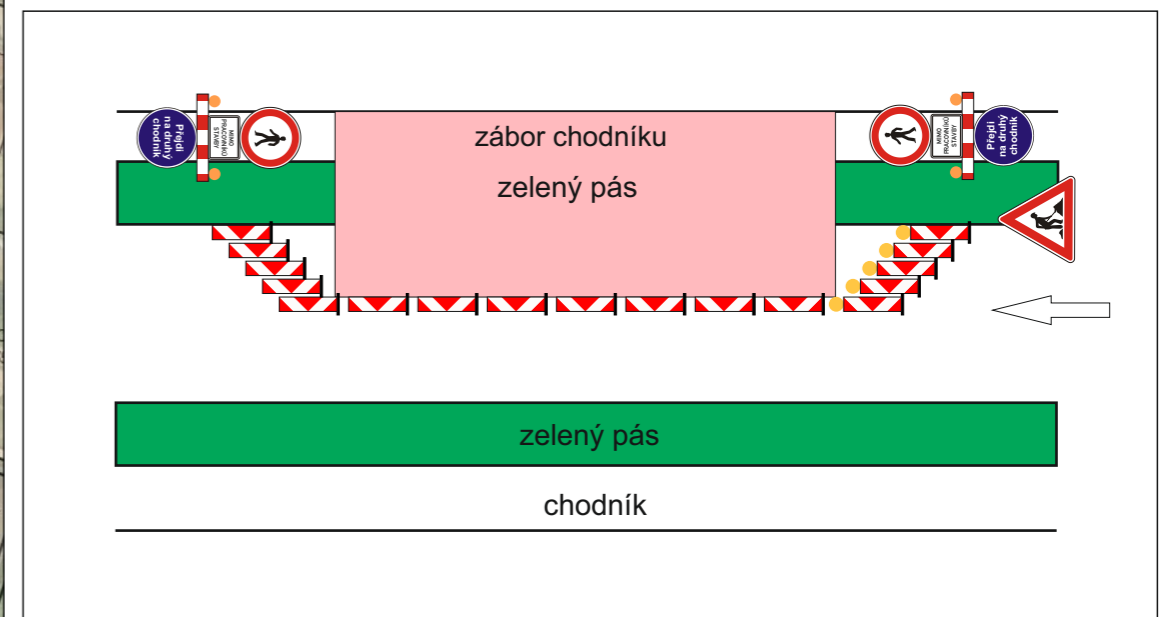 Přejdi
na druhý
chodník
MIMO
PRACOVNÍKŮ
STAVBY
zábor chodníku
zelený pás
MIMO
PRACOVNÍKŮ
STAVBY
Přejdi
na druhý
chodník
zelený pás
chodník